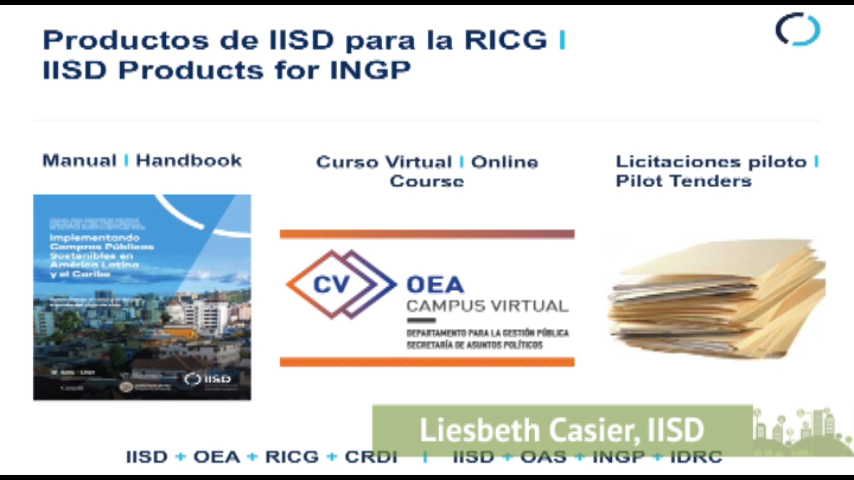 Productos de IISD para la RICG |
IISD Products for INGP
Manual | Handbook
Curso Virtual | Online
Course
Licitaciones piloto |
Pilot Tenders
Implementando
Compras Públicas
Sostenibles en
América Latina
y el Caribe
IISD
CV
OEA
CAMPUS VIRTUAL
DEPARTAMENTO PARA LA GESTIÓN PÚBLICA
SECRETARÍA DE ASUNTOS POLÍTICOS
Liesbeth Casier, IISD
IISD + OEA + RICG + CRDI | IISD + OAS + INGP + IDRC